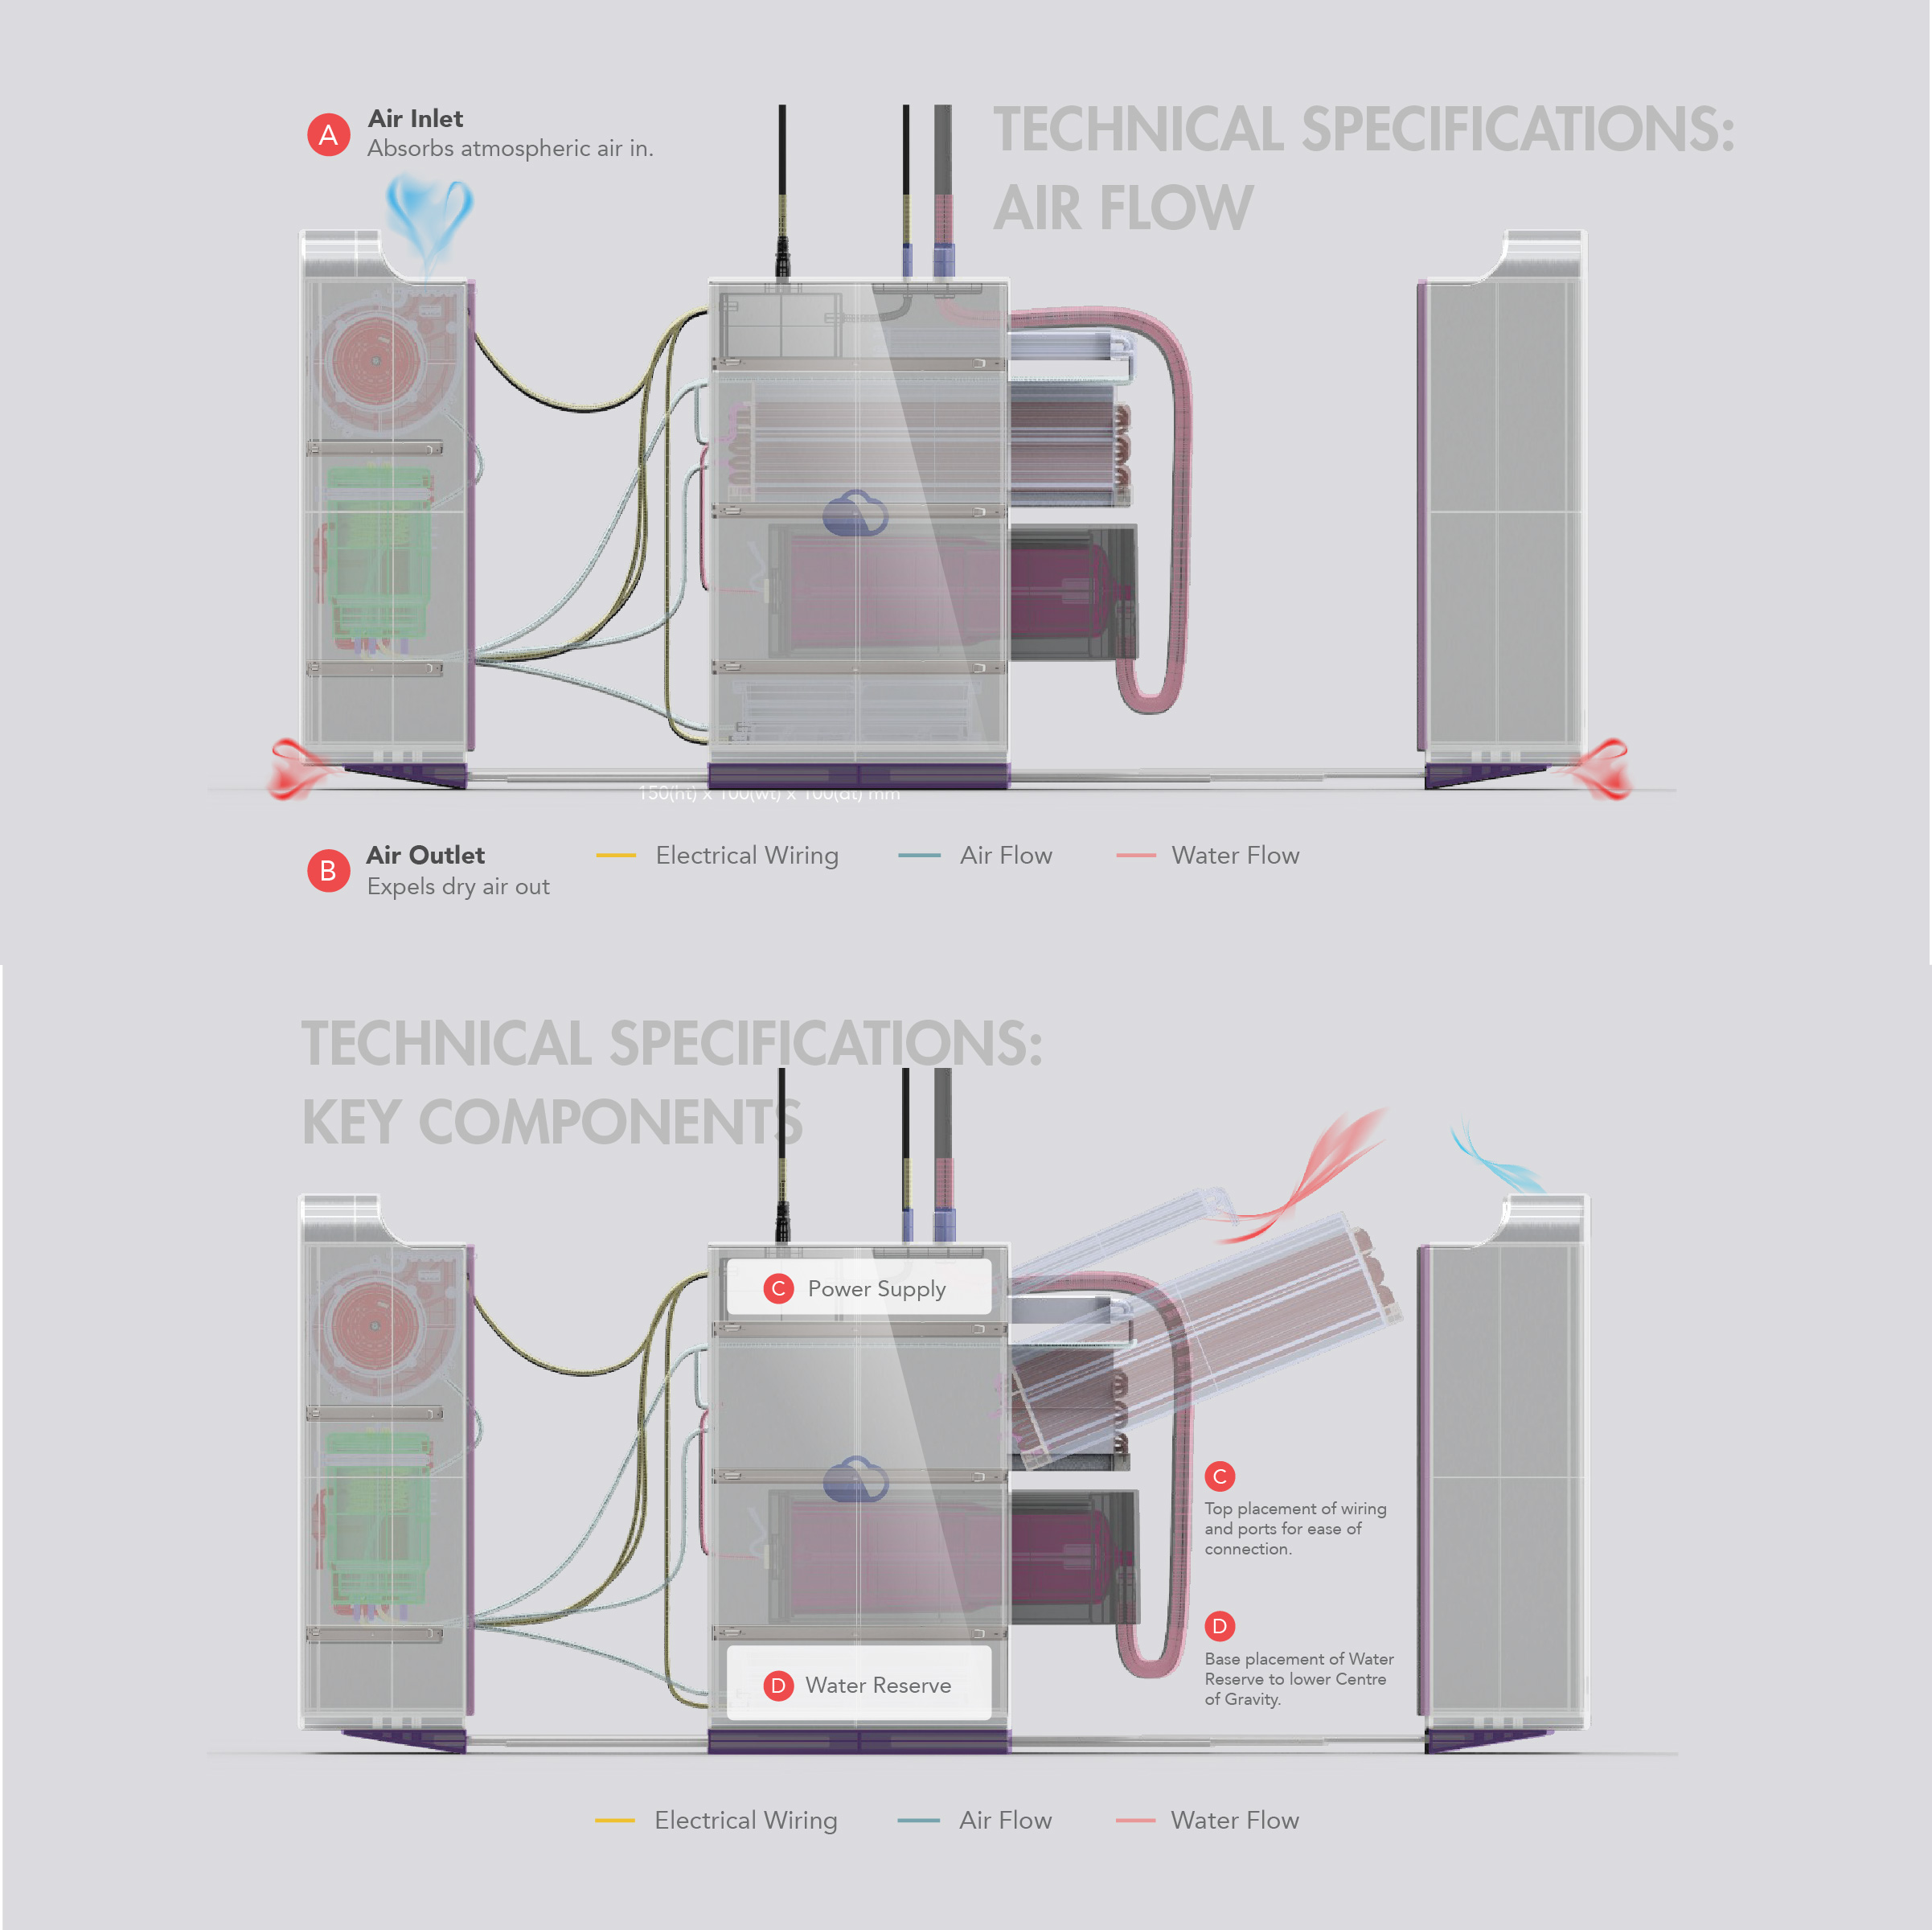 A
Air Inlet
Absorbs atmospheric air in.
TECHNICAL SPECIFICATIONS:
AIR FLOW
150(ht) x 100(wt) x 100(dt) mm
B
Air Outlet
Expels dry air out
Electrical Wiring
Air Flow
Water Flow
TECHNICAL SPECIFICATIONS:
KEY COMPONENTS
C Power Supply
C
Top placement of wiring
and ports for ease of
connection.
D
Base placement of Water
Reserve to lower Centre
of Gravity.
D Water Reserve
Electrical Wiring
Air Flow
Water Flow